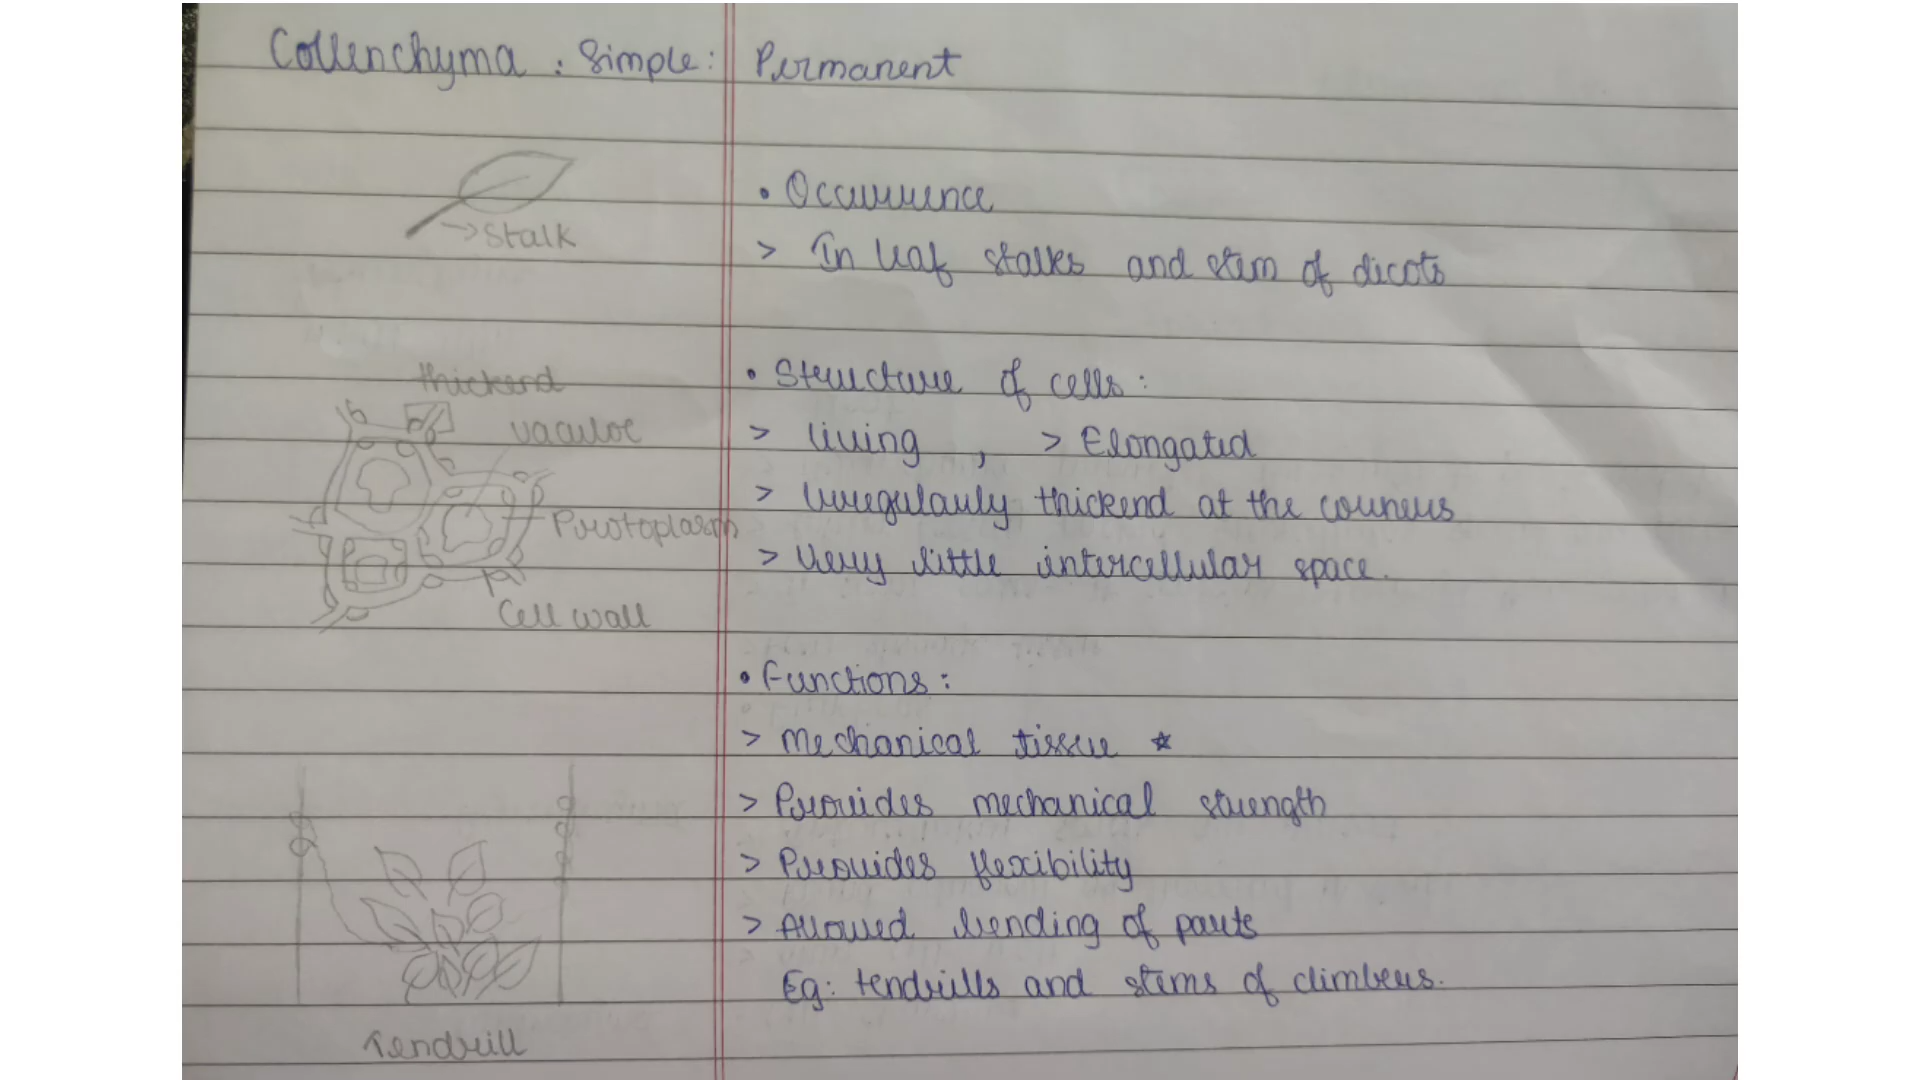 Collenchyma : Simple : Permanent
→ Stalk
• Occurrence
> In leaf stalks and stem of dicots
• Structure of cells :
> living , > Elongated
> Irregularly thickend at the corners
> Very little intercellular space.
thickend
vaculoe
Protoplasm
Cell wall
• Functions :
> Mechanical tissue ☆
> Provides mechanical strength
> Provides flexibility
> Allowed bending of parts
Eg: tendrills and stems of climbers.
Tendrill